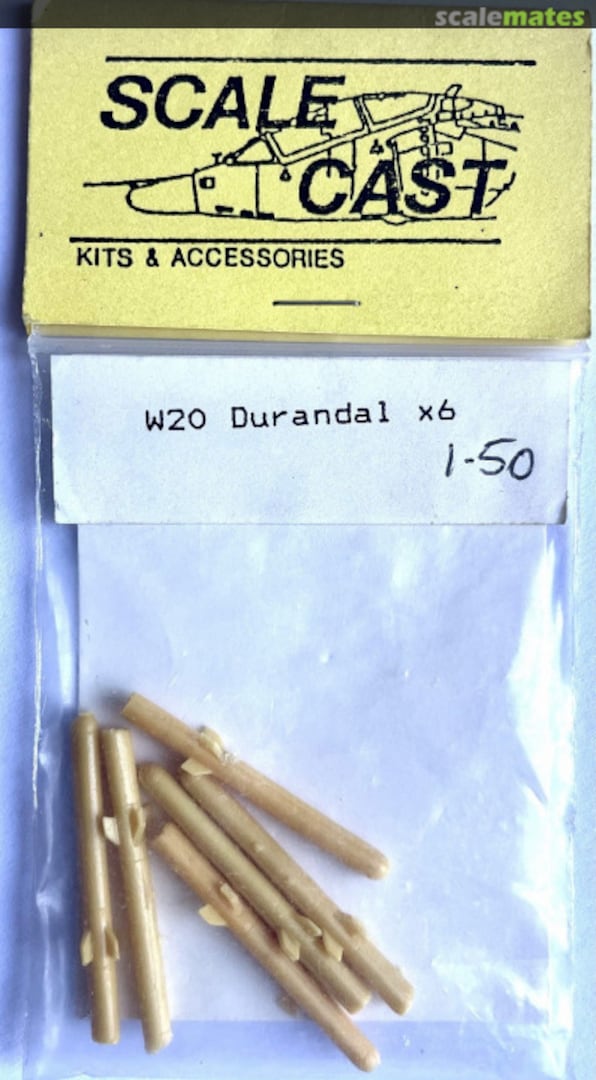 scalemates
SCALE
CAST
KITS & ACCESSORIES
W20 Durandal x6
1-50